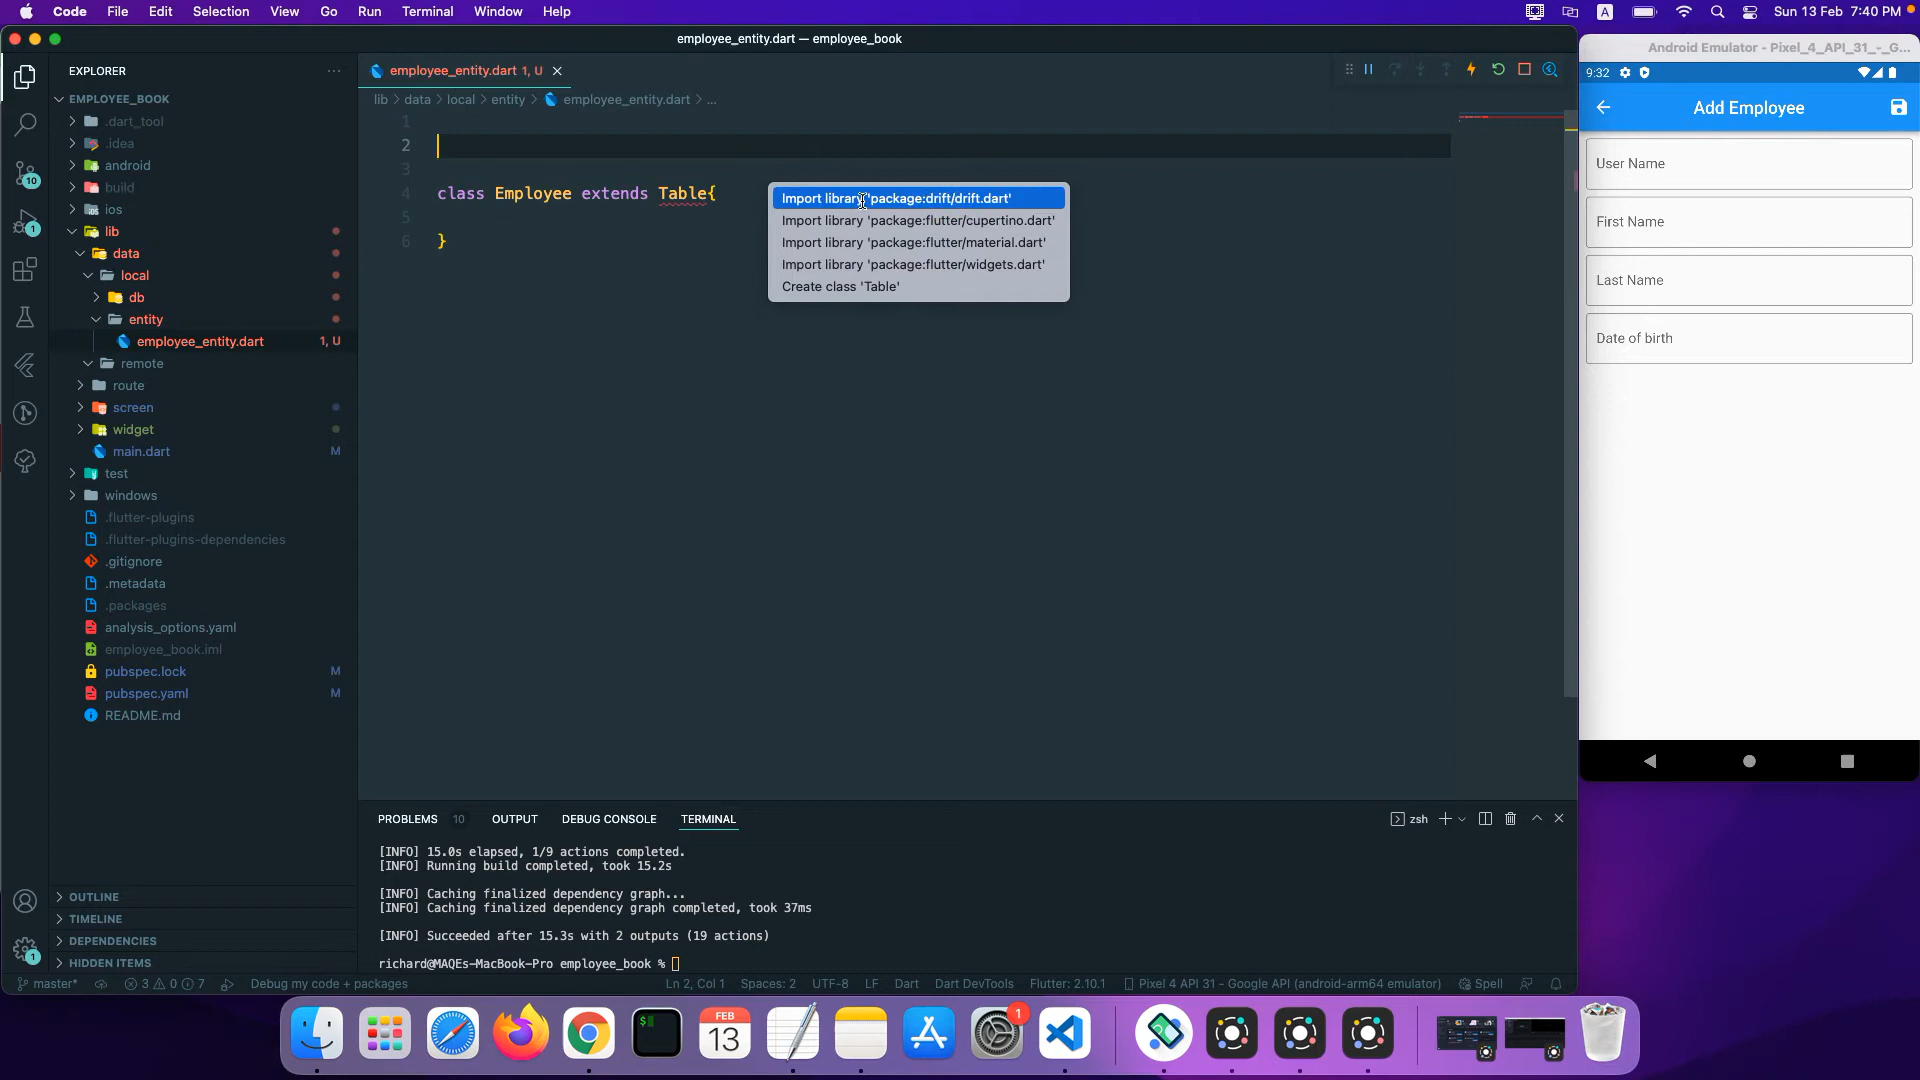 Code File Edit Selection View Go Run Terminal Window Help
A Sun 13 Feb 7:40 PM
employee_entity.dart — employee_book
EXPLORER
EMPLOYEE_BOOK
.dart_tool
.idea
android
build
ios
lib
data
local
db
entity
employee_entity.dart 1, U
remote
route
screen
widget
main.dart M
test
windows
.flutter-plugins
.flutter-plugins-dependencies
.gitignore
.metadata
.packages
analysis_options.yaml
employee_book.iml
pubspec.lock M
pubspec.yaml M
README.md
OUTLINE
TIMELINE
DEPENDENCIES
HIDDEN ITEMS
10
1
1
employee_entity.dart 1, U
lib > data > local > entity > employee_entity.dart > ...
1
2
3
4 class Employee extends Table{
5
6 }
Import library 'package:drift/drift.dart'
Import library 'package:flutter/cupertino.dart'
Import library 'package:flutter/material.dart'
Import library 'package:flutter/widgets.dart'
Create class 'Table'
PROBLEMS 10 OUTPUT DEBUG CONSOLE TERMINAL
zsh
[INFO] 15.0s elapsed, 1/9 actions completed.
[INFO] Running build completed, took 15.2s
[INFO] Caching finalized dependency graph...
[INFO] Caching finalized dependency graph completed, took 37ms
[INFO] Succeeded after 15.3s with 2 outputs (19 actions)
richard@MAQEs-MacBook-Pro employee_book %
master* 3 0 7 Debug my code + packages
Ln 2, Col 1 Spaces: 2 UTF-8 LF Dart Dart DevTools Flutter: 2.10.1 Pixel 4 API 31 - Google API (android-arm64 emulator) Spell
Android Emulator - Pixel_4_API_31_-_G...
9:32
Add Employee
User Name
First Name
Last Name
Date of birth
FEB
13
1